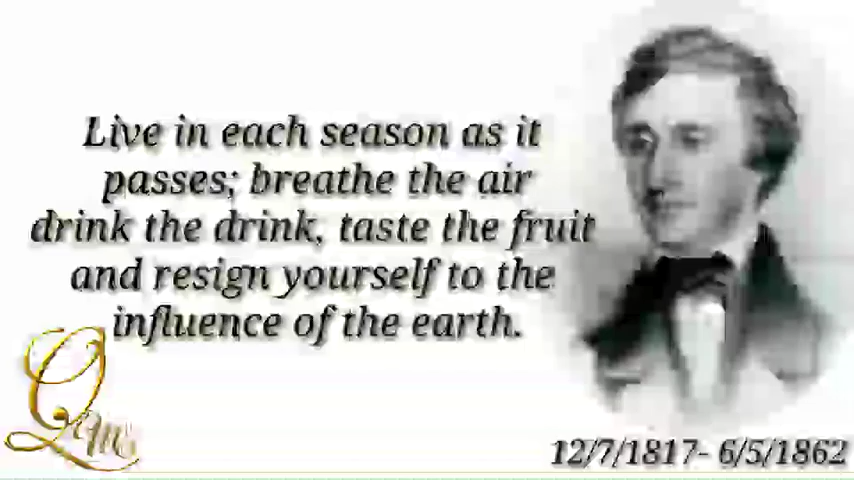 Live in each season as it
passes; breathe the air
drink the drink, taste the fruit
and resign yourself to the
influence of the earth.
12/7/1817- 6/5/1862